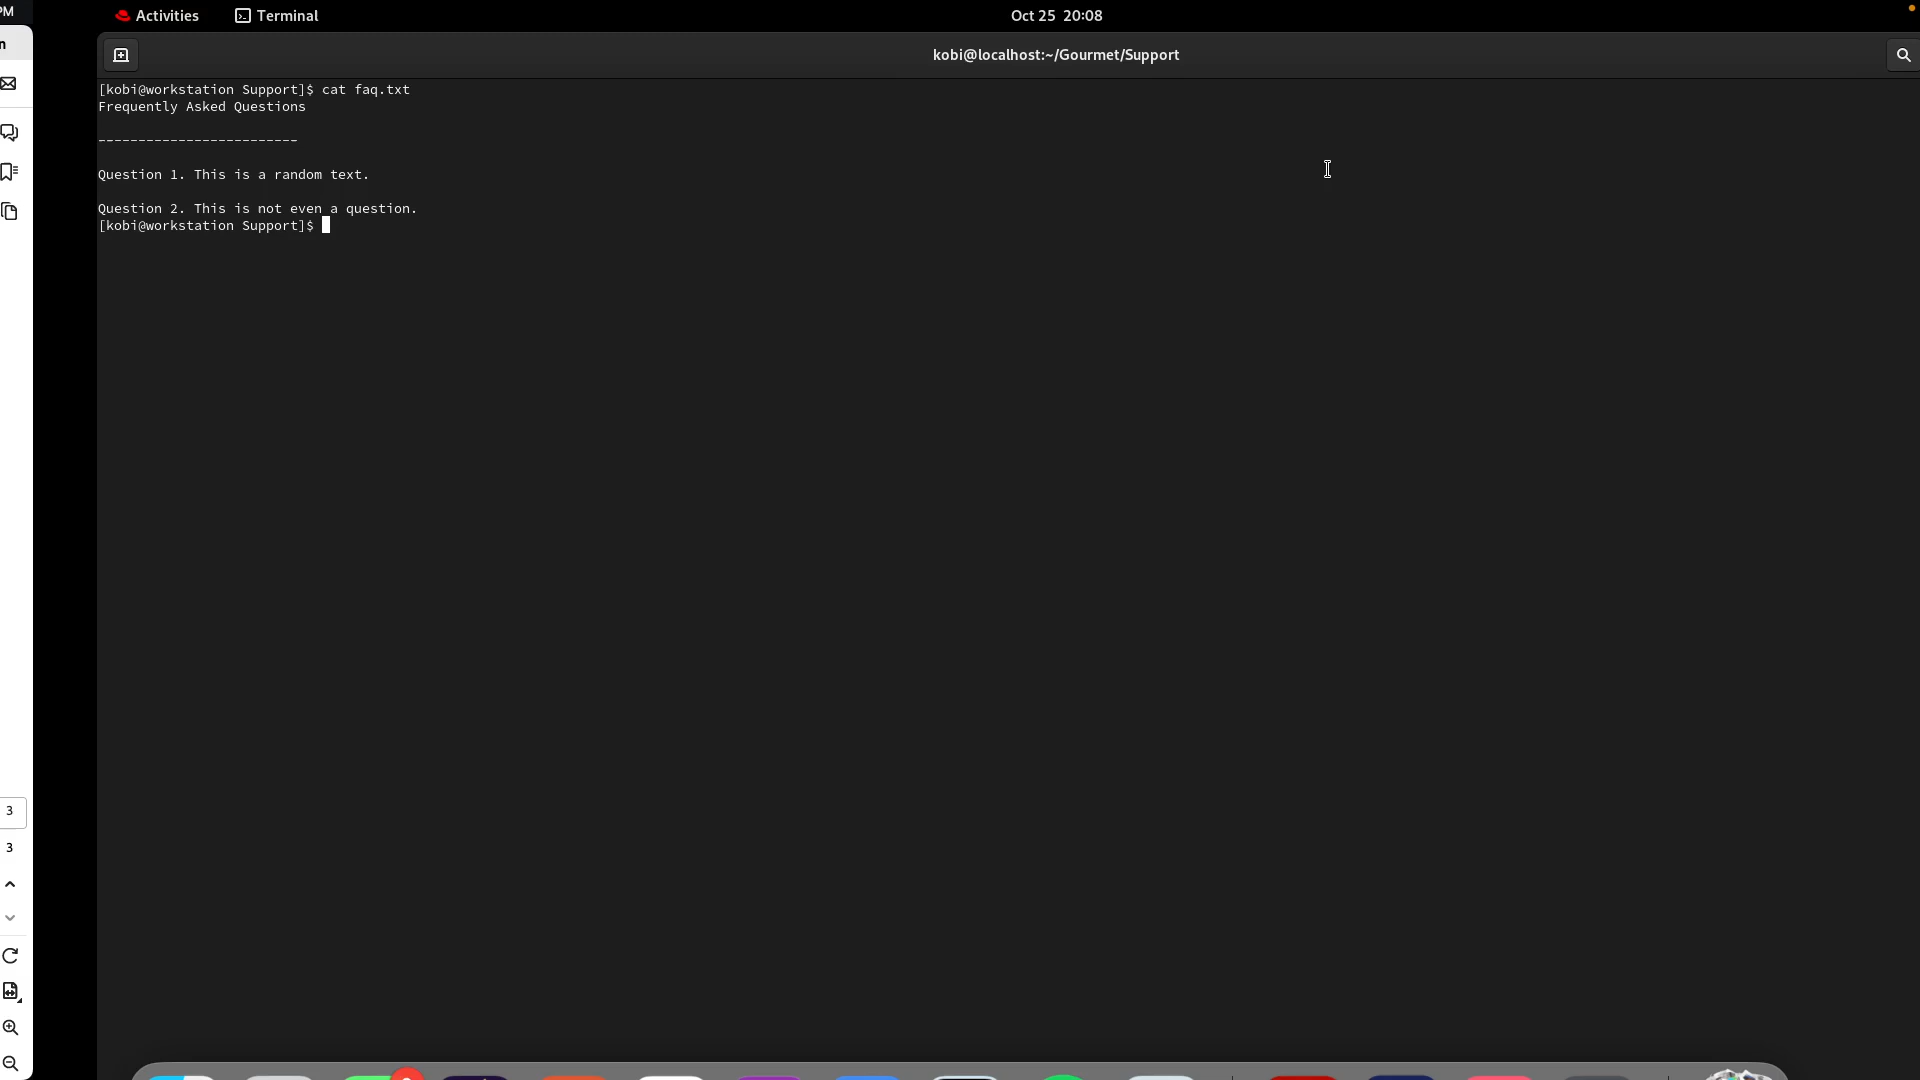 PM
n
Activities
Terminal
Oct 25 20:08
kobi@localhost:~/Gourmet/Support
[kobi@workstation Support]$ cat faq.txt
Frequently Asked Questions
-------------------------
Question 1. This is a random text.
Question 2. This is not even a question.
[kobi@workstation Support]$
3
3